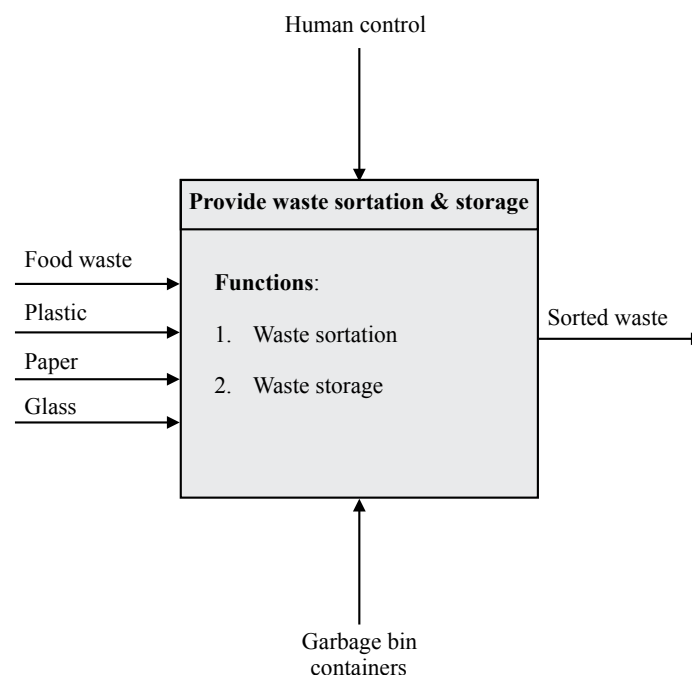 Human control
Provide waste sortation & storage
Food waste
Plastic
Paper
Glass
Functions:
1. Waste sortation
2. Waste storage
Sorted waste
Garbage bin
containers